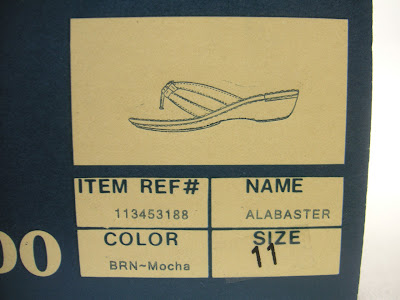 ITEM REF# NAME
113453188 ALABASTER
COLOR SIZE
BRN~Mocha 11